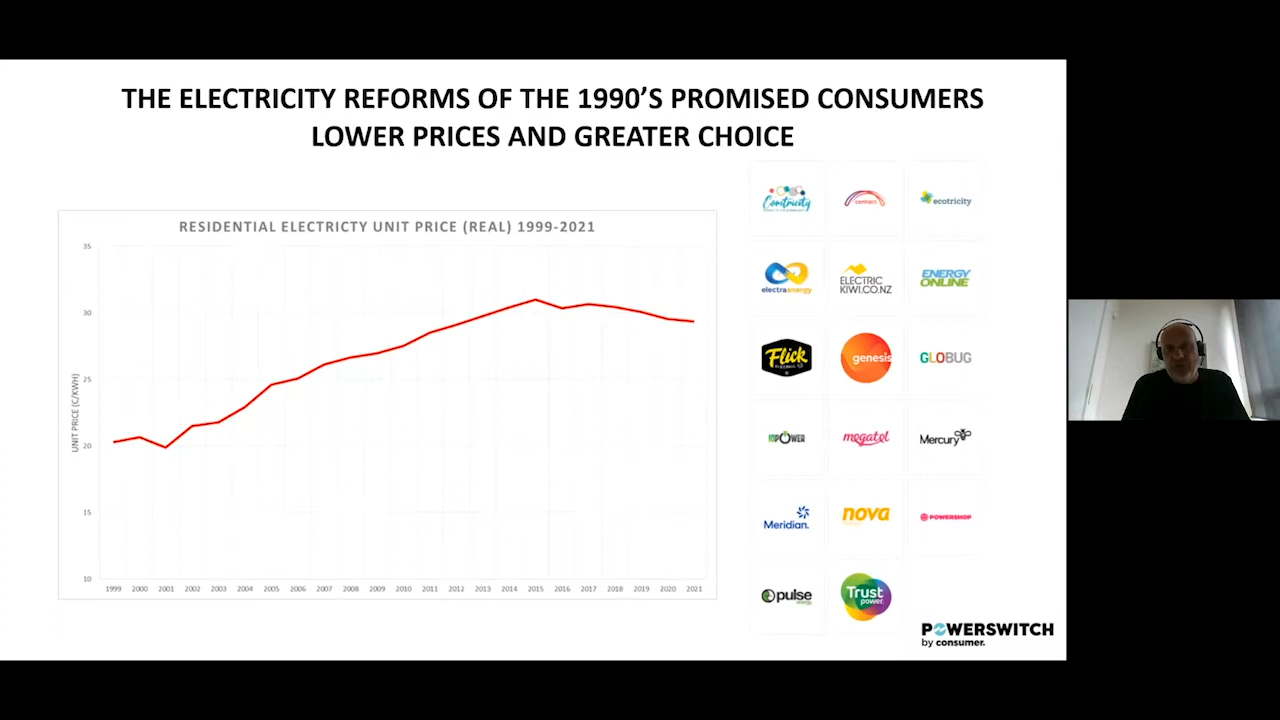 THE ELECTRICITY REFORMS OF THE 1990'S PROMISED CONSUMERS
LOWER PRICES AND GREATER CHOICE
RESIDENTIAL ELECTRICTY UNIT PRICE (REAL) 1999-2021
UNIT PRICE (C/KWH)
35
30
25
20
15
10
1999 2000 2001 2002 2003 2004 2005 2006 2007 2008 2009 2010 2011 2012 2013 2014 2015 2016 2017 2018 2019 2020 2021
contact
ecotricity
electraenergy
ELECTRIC
KIWI.CO.NZ
ENERGY
ONLINE
Flick
genesis
GLOBUG
megatel
Mercury
Meridian.
nova
POWERSHOP
pulse
energy
Trust
power
POWERSWITCH
by consumer.